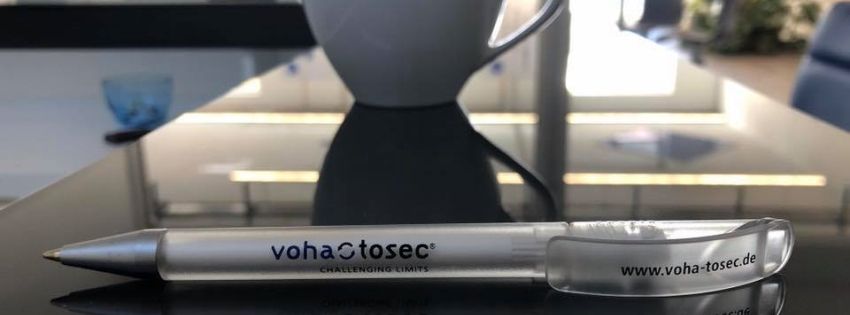 voha tosec®
CHALLENGING LIMITS
www.voha-tosec.de